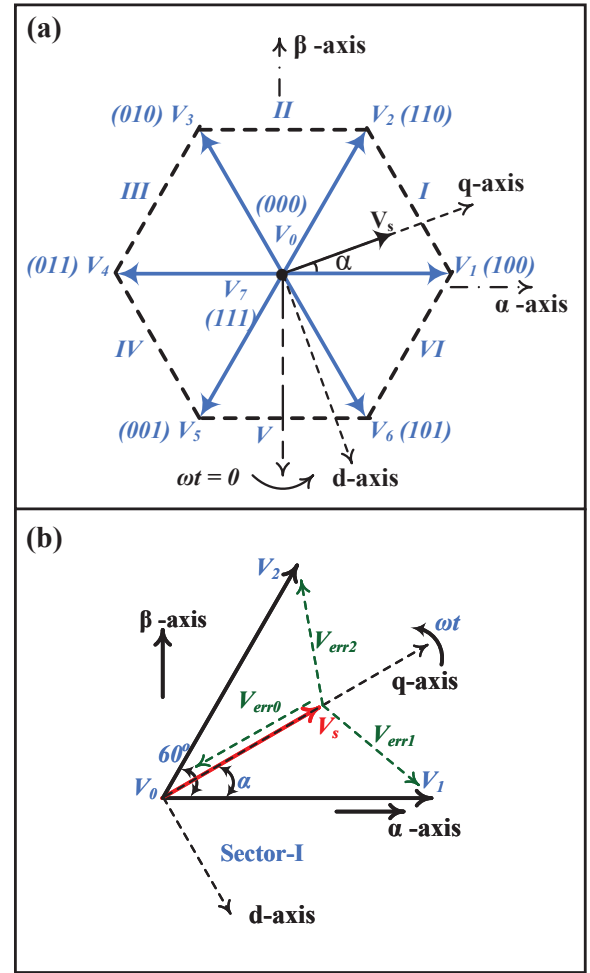 (a)
β -axis
(010) V3
II
V2 (110)
III
I
q-axis
(000)
Vs
V0
α
(011) V4
V1 (100)
V7
α -axis
(111)
IV
VI
(001) V5
V
V6 (101)
ωt = 0
d-axis
(b)
V2
β -axis
ωt
Verr2
q-axis
Verr0
Vs
Verr1
60°
α
V0
V1
α -axis
Sector-I
d-axis